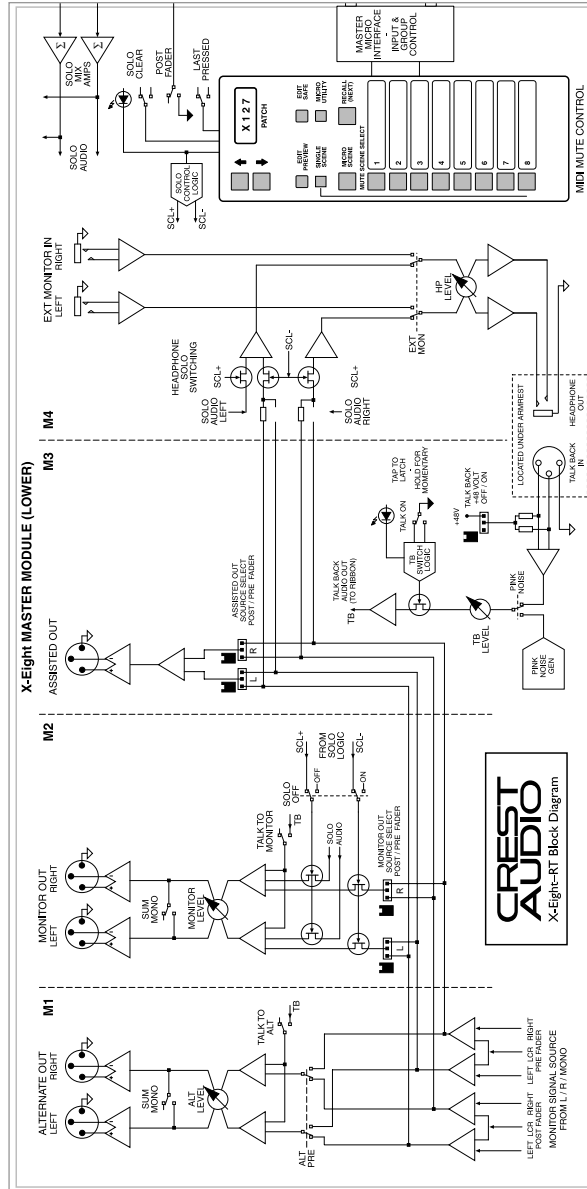 X-Eight MASTER MODULE (LOWER)
M1
ALTERNATE OUT
LEFT
RIGHT
SUM
MONO
ALT
LEVEL
TALK TO
ALT
TB
ALT
PRE
LEFT LCR RIGHT
POST FADER
LEFT LCR RIGHT
PRE FADER
MONITOR SIGNAL SOURCE
FROM L / R / MONO
M2
MONITOR OUT
LEFT
RIGHT
SUM
MONO
MONITOR
LEVEL
TALK TO
MONITOR
TB
SOLO
OFF
SCL+
OFF
FROM
SOLO
LOGIC
ON
SCL-
SOLO
AUDIO
L
R
MONITOR OUT
SOURCE SELECT
POST / PRE FADER
CREST
AUDIO
X-Eight–RT Block Diagram
M3
ASSISTED OUT
ASSISTED OUT
SOURCE SELECT
POST / PRE FADER
L
R
TALK BACK
AUDIO OUT
(TO RIBBON)
TB
TB
SWITCH
LOGIC
TALK ON
TAP TO
LATCH -
HOLD FOR
MOMENTARY
TB
LEVEL
PINK
NOISE
PINK
NOISE
GEN
+48V
TALK BACK
+48 VOLT
OFF / ON
LOCATED UNDER ARMREST
TALK BACK
IN
HEADPHONE
OUT
M4
EXT MONITOR IN
LEFT
RIGHT
HEADPHONE
SOLO
SWITCHING
SCL+
SCL-
SCL+
SOLO
AUDIO
LEFT
SOLO
AUDIO
RIGHT
EXT
MON
HP
LEVEL
Σ
Σ
SOLO
MIX
AMPS
SOLO
AUDIO
SOLO
CLEAR
POST
FADER
LAST
PRESSED
SOLO
CONTROL
LOGIC
SCL+
SCL-
X127
PATCH
EDIT
PREVIEW
EDIT
SAFE
SINGLE
SCENE
MICRO
UTILITY
MICRO
SCENE
RECALL
(NEXT)
MUTE SCENE SELECT
1
2
3
4
5
6
7
8
MIDI MUTE CONTROL
MASTER
MICRO
INTERFACE
-
INPUT &
GROUP
CONTROL